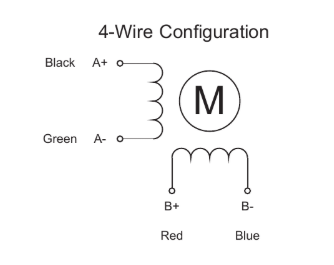 4-Wire Configuration
Black A+
M
Green A-
B+ B-
Red Blue